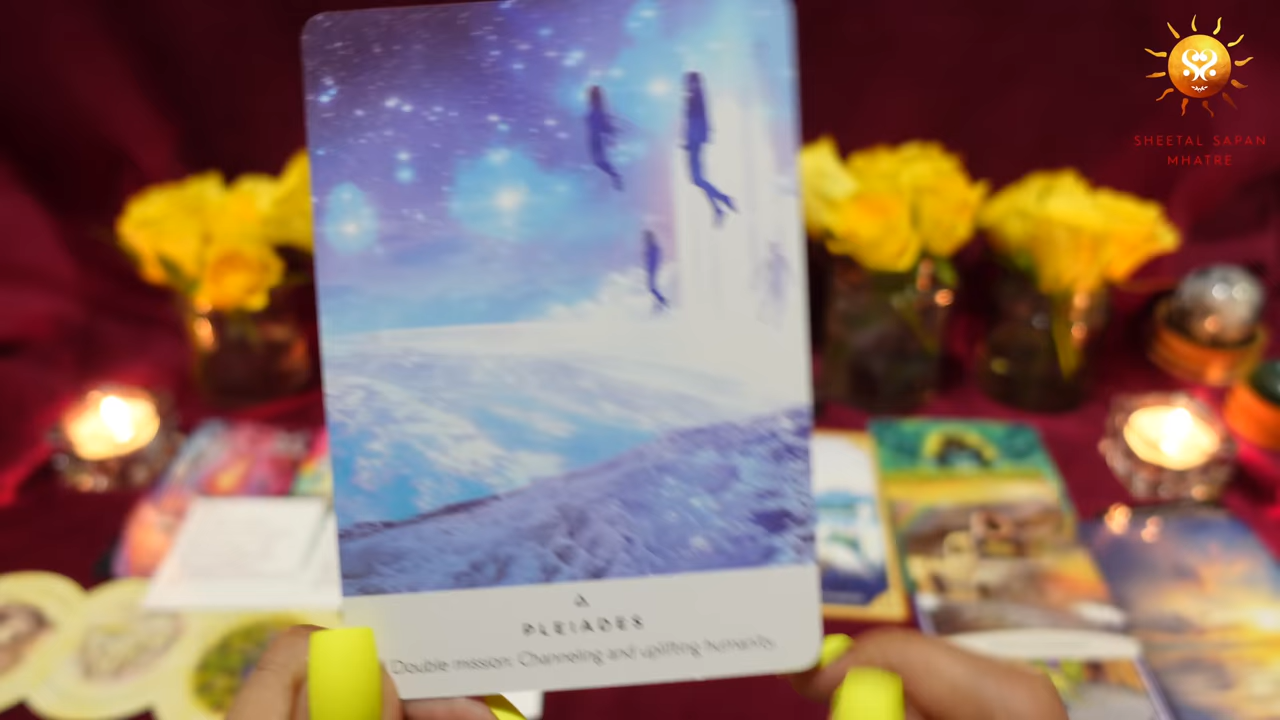 SHEETAL SAPAN
MHATRE
PLEIADES
Double mission: Channeling and uplifting humanity.